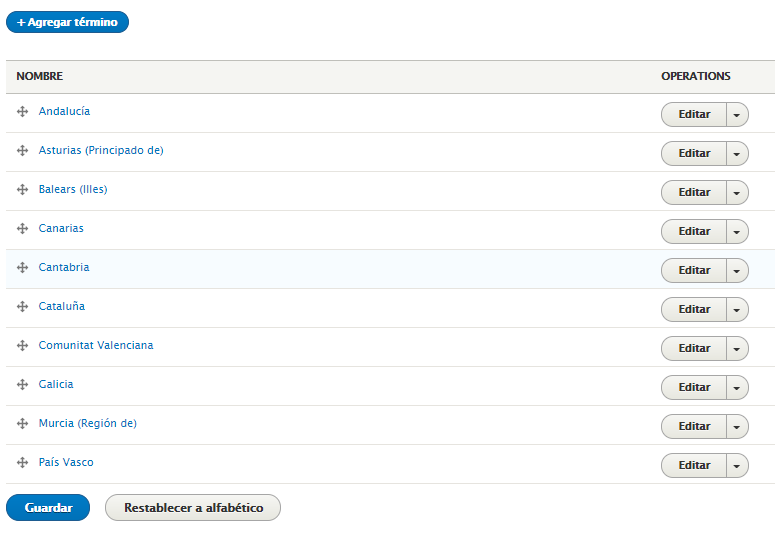 + Agregar término
NOMBRE OPERATIONS
Andalucía Editar
Asturias (Principado de) Editar
Balears (Illes) Editar
Canarias Editar
Cantabria Editar
Cataluña Editar
Comunitat Valenciana Editar
Galicia Editar
Murcia (Región de) Editar
País Vasco Editar
Guardar Restablecer a alfabético